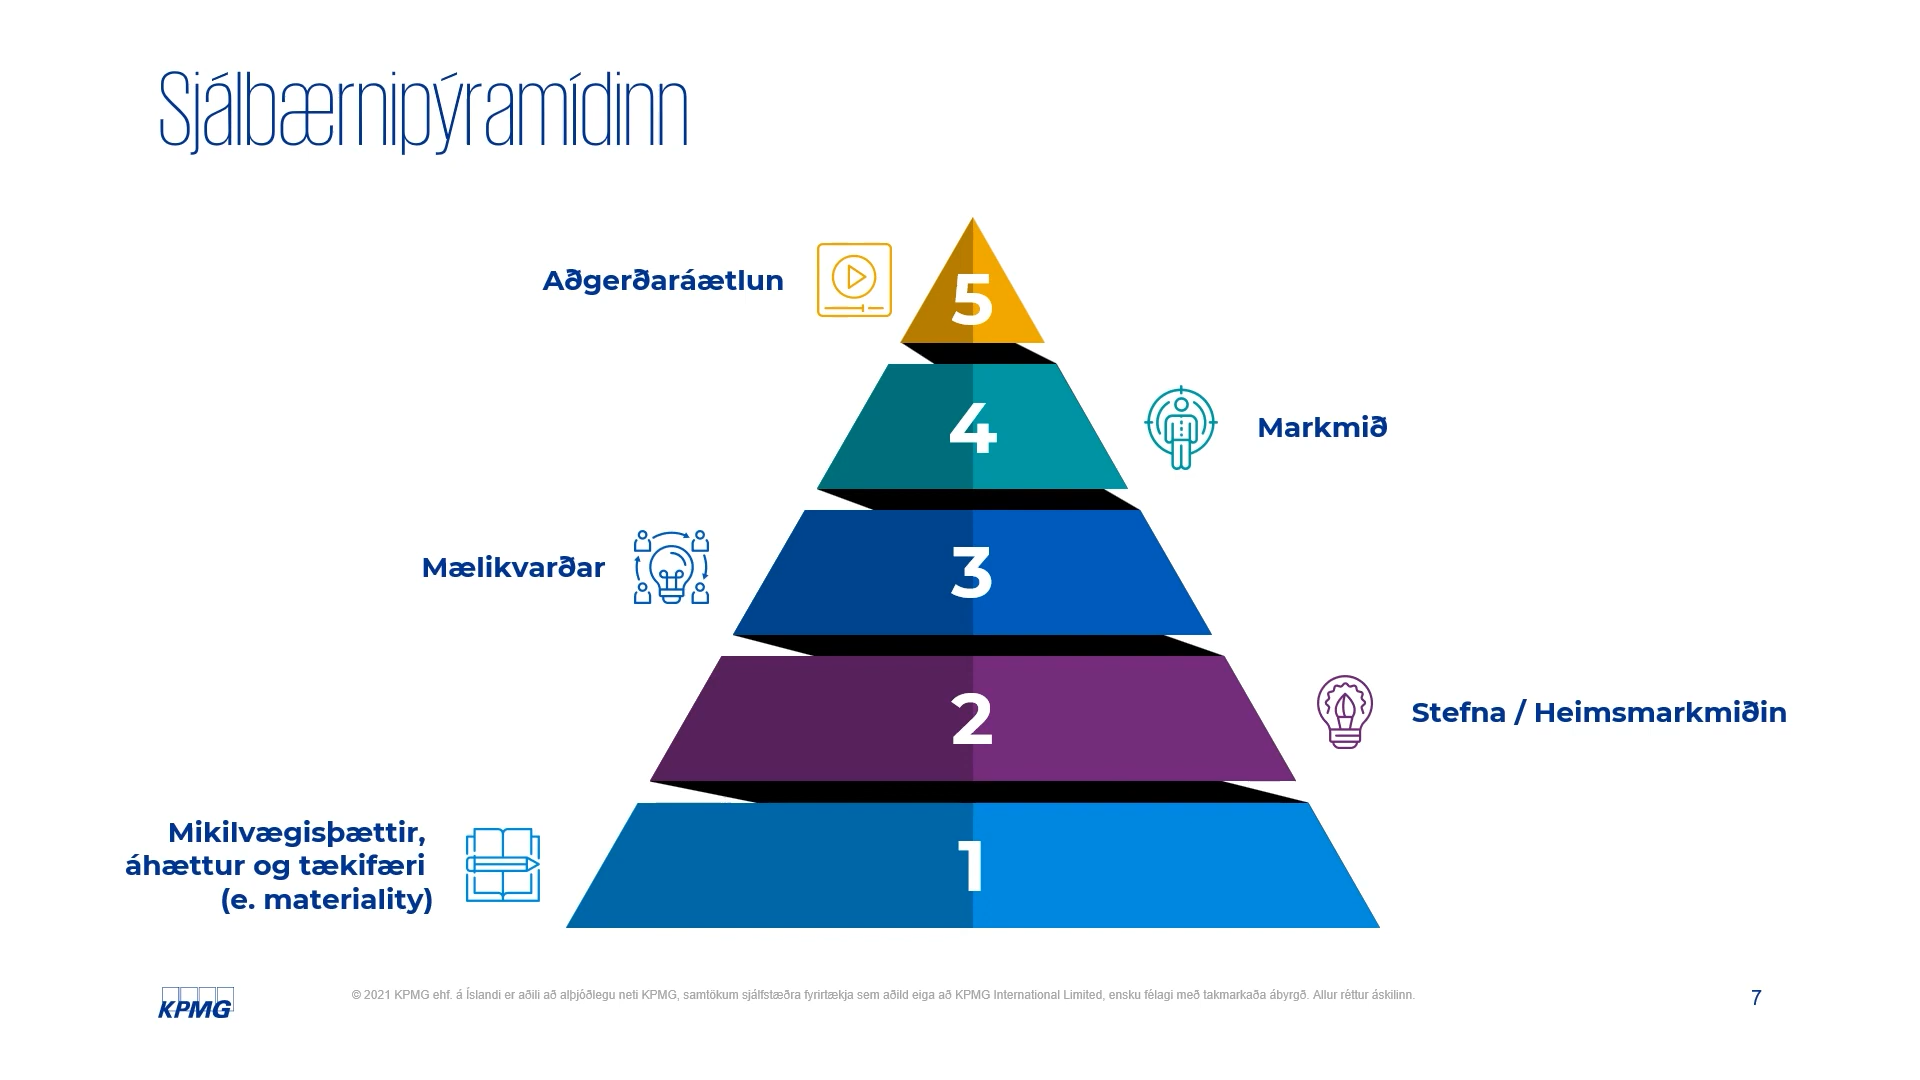 Sjálbærnipýramídinn
Aðgerðaráætlun
5
4
Markmið
Mælikvarðar
3
2
Stefna / Heimsmarkmiðin
Mikilvægisþættir,
áhættur og tækifæri
(e. materiality)
1
KPMG
© 2021 KPMG ehf. á Íslandi er aðili að alþjóðlegu neti KPMG, samtökum sjálfstæðra fyrirtækja sem aðild eiga að KPMG International Limited, ensku félagi með takmarkaða ábyrgð. Allur réttur áskilinn.
7